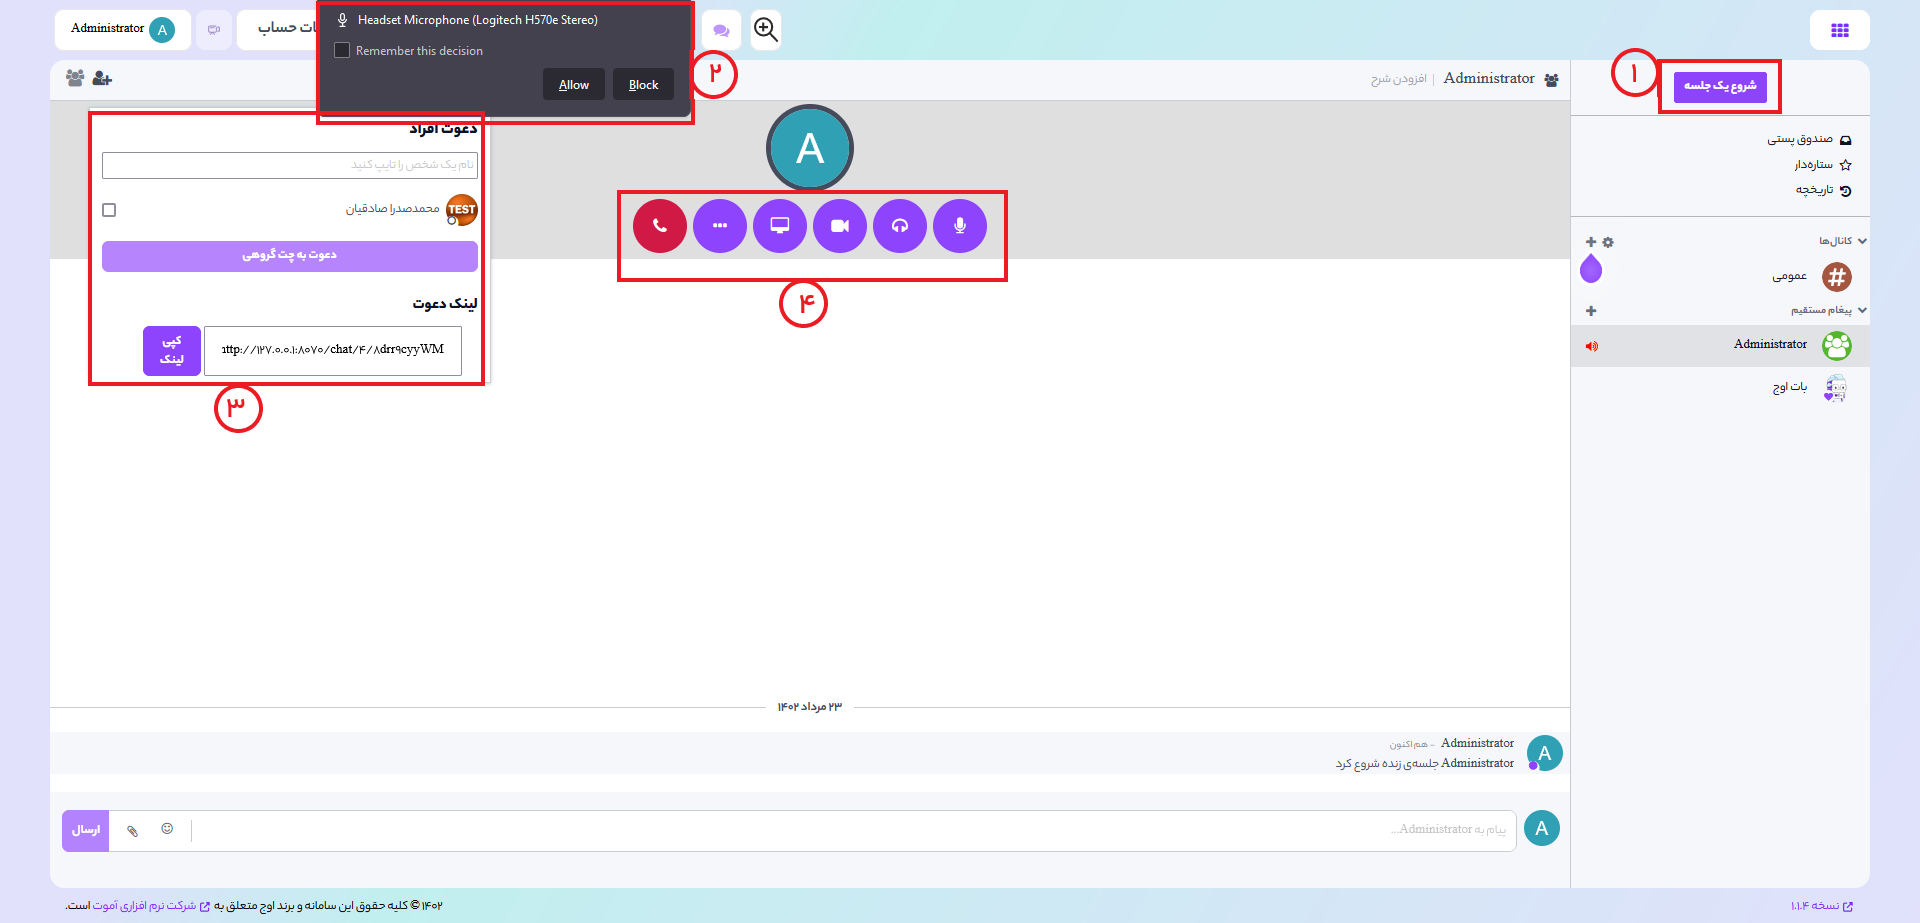 Administrator
A
ات حساب
Headset Microphone (Logitech H570e Stereo)
Remember this decision
Allow
Block
۲
۱
شروع یک جلسه
Administrator | افزودن شرح
صندوق پستی
ستاره‌دار
تاریخچه
کانال‌ها
عمومی
پیغام مستقیم
Administrator
بات اوج
A
۴
دعوت افراد
نام یک شخص را تایپ کنید
TEST
محمدصدرا صادقیان
دعوت به چت گروهی
لینک دعوت
ttp://۱۲۷.۰.۰.۱:۸۰۷۰/chat/۴/۸drr۹cyyWM
کپی لینک
۳
۲۳ مرداد ۱۴۰۲
A
Administrator - هم اکنون
Administrator جلسه‌ی زنده شروع کرد
A
پیام به Administrator...
ارسال
۱۴۰۲ © کلیه حقوق این سامانه و برند اوج متعلق به شرکت نرم افزاری آموت است.
نسخه ۱.۱.۴